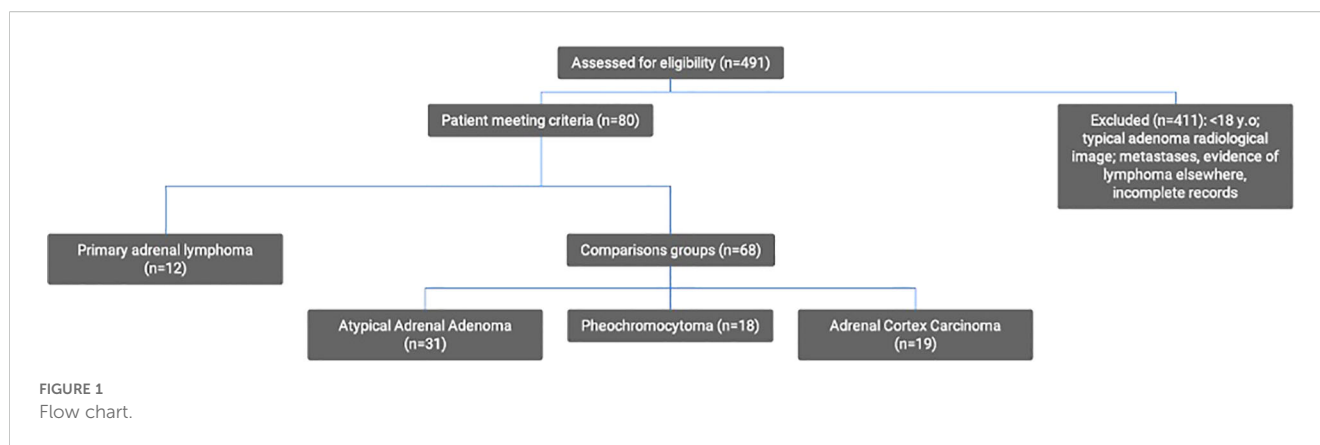 Assessed for eligibility (n=491)
Patient meeting criteria (n=80)
Excluded (n=411): <18 y.o;
typical adenoma radiological
image; metastases, evidence of
lymphoma elsewhere,
incomplete records
Primary adrenal lymphoma
(n=12)
Comparisons groups (n=68)
Atypical Adrenal Adenoma
(n=31)
Pheochromocytoma (n=18)
Adrenal Cortex Carcinoma
(n=19)
FIGURE 1
Flow chart.